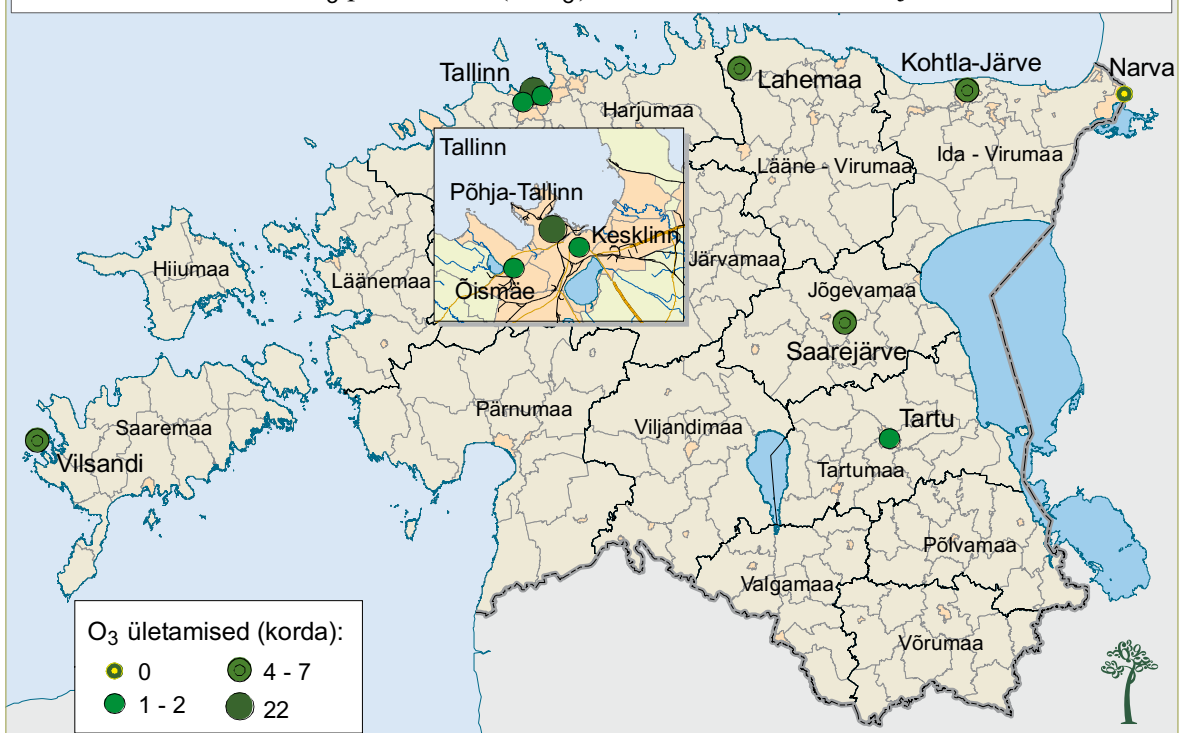 Tallinn
Lahemaa
Kohtla-Järve
Narva
Harjumaa
Tallinn
Lääne - Virumaa
Ida - Virumaa
Põhja-Tallinn
Kesklinn
Järvamaa
Hiiumaa
Läänemaa
Õismäe
Jõgevamaa
Saarejärve
Pärnumaa
Tartu
Saaremaa
Viljandimaa
Vilsandi
Tartumaa
Põlvamaa
Valgamaa
Võrumaa
O₃ ületamised (korda):
0
4 - 7
1 - 2
22